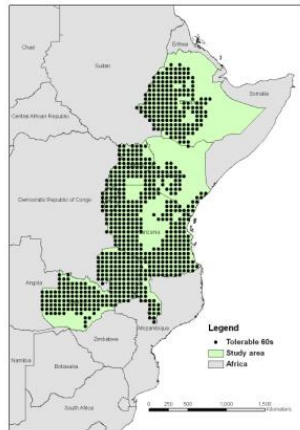 Chad
Sudan
Eritrea
Central African Republic
Somalia
Democratic Republic of Congo
Tanzania
Angola
Mozambique
Zimbabwe
Namibia
Botswana
South Africa
Legend
Tolerable 60s
Study area
Africa
0 250 500 1,000 1,500
Kilometers